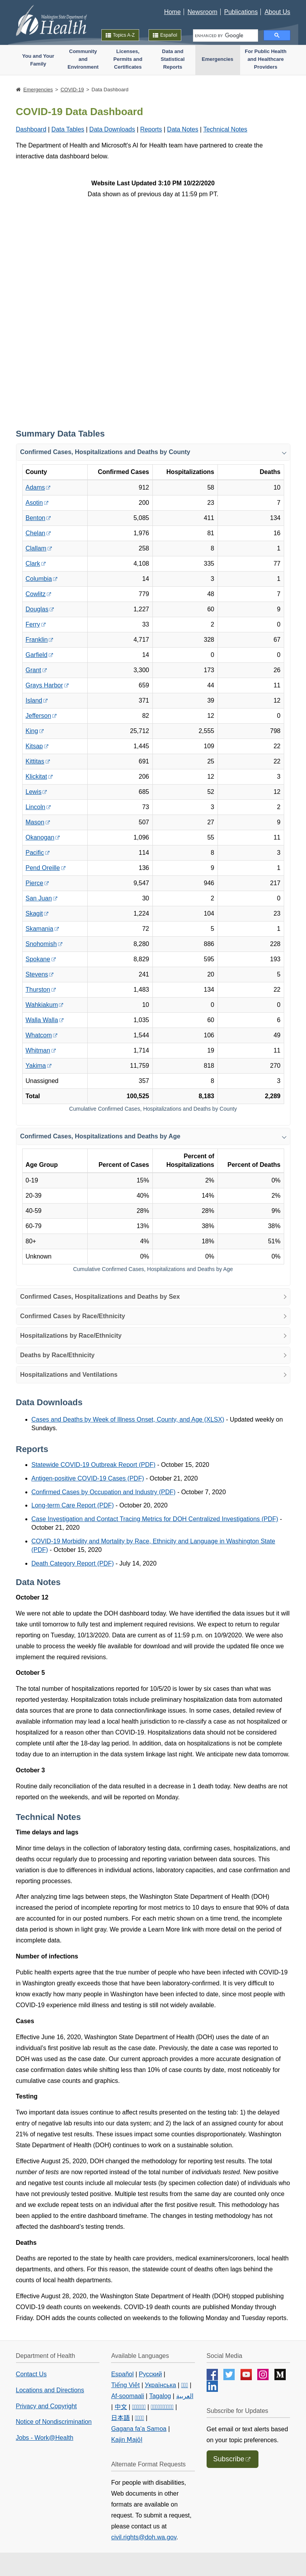 Home | Newsroom | Publications | About Us
Washington State Department of
Health
Topics A-Z
Español
ENHANCED BY Google
You and Your Family
Community and Environment
Licenses, Permits and Certificates
Data and Statistical Reports
Emergencies
For Public Health and Healthcare Providers
Emergencies > COVID-19 > Data Dashboard
COVID-19 Data Dashboard
Dashboard | Data Tables | Data Downloads | Reports | Data Notes | Technical Notes
The Department of Health and Microsoft's AI for Health team have partnered to create the
interactive dashboard below.
Website Last Updated 3:10 PM 10/22/2020
Data shown as of previous day at 11:59 pm PT.
Summary Data Tables
Confirmed Cases, Hospitalizations and Deaths by County
County Confirmed Cases Hospitalizations Deaths
Adams 912 58 10
Asotin 200 23 7
Benton 5,085 411 134
Chelan 1,976 81 16
Clallam 258 8 1
Clark 4,108 335 77
Columbia 14 3 1
Cowlitz 779 48 7
Douglas 1,227 60 9
Ferry 33 2 0
Franklin 4,717 328 67
Garfield 14 0 0
Grant 3,300 173 26
Grays Harbor 659 44 11
Island 371 39 12
Jefferson 82 12 0
King 25,712 2,555 798
Kitsap 1,445 109 22
Kittitas 691 25 22
Klickitat 206 12 3
Lewis 685 52 12
Lincoln 73 3 2
Mason 507 27 9
Okanogan 1,096 55 11
Pacific 114 8 3
Pend Oreille 136 9 1
Pierce 9,547 946 217
San Juan 30 2 0
Skagit 1,224 104 23
Skamania 72 5 1
Snohomish 8,280 886 228
Spokane 8,829 595 193
Stevens 241 20 5
Thurston 1,483 134 22
Wahkiakum 10 0 0
Walla Walla 1,035 60 6
Whatcom 1,544 106 49
Whitman 1,714 19 11
Yakima 11,759 818 270
Unassigned 357 8 3
Total 100,525 8,183 2,289
Cumulative Confirmed Cases, Hospitalizations and Deaths by County
Confirmed Cases, Hospitalizations and Deaths by Age
Age Group Percent of Cases Percent of Hospitalizations Percent of Deaths
0-19 15% 2% 0%
20-39 40% 14% 2%
40-59 28% 28% 9%
60-79 13% 38% 38%
80+ 4% 18% 51%
Unknown 0% 0% 0%
Cumulative Confirmed Cases, Hospitalizations and Deaths by Age
Confirmed Cases, Hospitalizations and Deaths by Sex
Confirmed Cases by Race/Ethnicity
Hospitalizations by Race/Ethnicity
Deaths by Race/Ethnicity
Hospitalizations and Ventilations
Data Downloads
Cases and Deaths by Week of Illness Onset, County, and Age (XLSX) - Updated weekly on
Sundays.
Reports
Statewide COVID-19 Outbreak Report (PDF) - October 15, 2020
Antigen-positive COVID-19 Cases (PDF) - October 21, 2020
Confirmed Cases by Occupation and Industry (PDF) - October 7, 2020
Long-term Care Report (PDF) - October 20, 2020
Case Investigation and Contact Tracing Metrics for DOH Centralized Investigations (PDF) -
October 21, 2020
COVID-19 Morbidity and Mortality by Race, Ethnicity and Language in Washington State
(PDF) - October 15, 2020
Death Category Report (PDF) - July 14, 2020
Data Notes
October 12
We were not able to update the DOH dashboard today. We have identified the data issues but it will
take until tomorrow to fully test and implement required revisions. We expect to return to regular
reporting on Tuesday, 10/13/2020. Data are current as of 11:59 p.m. on 10/09/2020. We were also
unable to process the weekly file available for download and will provide the update once we
implement the required revisions.
October 5
The total number of hospitalizations reported for 10/5/20 is lower by six cases than what was
reported yesterday. Hospitalizations include preliminary hospitalization data from automated data
sources that are prone to data connection/linkage issues. In general, subsequent, more detailed
review available information may lead a local health jurisdiction to re-classify a case as not
hospitalized or hospitalized for a reason other than COVID-19. Hospitalizations data should not be
considered complete until after the 18-day lag period. In addition, data on hospitalizations may be
incomplete today due to an interruption in the data system linkage last night. We anticipate new data tomorrow.
October 3
Routine daily reconciliation of the data resulted in a decrease in 1 death today. New deaths are not
reported on the weekends, and will be reported on Monday.
Technical Notes
Time delays and lags
Minor time delays in the collection of laboratory testing data, confirming cases, hospitalizations, and
deaths occurs regularly due to a processing and reporting variation between data sources. This
variation is due to differences in individual actions, laboratory capacities, and case details to
support reporting processes.
After analyzing time lags between steps, the Washington State Department of Health (DOH)
increased the period of incomplete reporting for most metrics to 10 days to ensure that 90% of data
are accounted for in our posted numbers. For each metric shown on a time trend, the incomplete
date period is shown in grey, signifying that reports for that time period may not yet be
complete. We provide a Learn More link with more detail on the amount of incompleteness in the
date period.
Number of infections
Public health experts agree that the true number of people who have been infected with COVID-19
in Washington greatly exceeds those that have been laboratory-confirmed. It is very difficult to
know exactly how many people in Washington have been infected to date since most people with
COVID-19 experience mild illness and testing is still not widely available.
Cases
Effective June 16, 2020, Washington State Department of Health (DOH) uses the date of an
individual's first positive lab result to date cases. Previously, the date a case was reported to
DOH was used as the case date. Our current approach provides a more accurate designation of
case confirmation dates while still using the same case data. This will affect daily positive counts of
cumulative case counts and graphics.
Testing
Two important data issues continue to affect results presented on the testing tab: 1) the delayed
entry of negative lab results into our data system; and 2) the lack of an assigned county for about
21% of negative test results. These issues impact some counties disproportionately. Washington
State Department of Health (DOH) actively continues to work on a sustainable solution.
Effective August 25, 2020, DOH changed the methodology for reporting test results. The total
number of tests are now reported instead of the total number of individuals tested. New positive
and negative results include all molecular tests (by specimen collection date) for individuals who
have not previously tested positive. Multiple test results from the same day are counted only once
and exclude repeat tests on an individual after their first positive result. This methodology has
been applied to the entire dashboard timeframe. The changes in testing methodology has not
affected this dashboard's testing trends.
Deaths
Deaths are reported to the state by health care providers, medical examiners/coroners, local health
departments, and others. This makes the data on deaths more complete than official certified
counts of local health departments.
Effective August 28, 2020, the Washington State Department of Health (DOH) stopped publishing
COVID-19 death counts on weekends. COVID-19 death counts will only be provided Monday
through Friday. DOH adds the counts collected over the weekends to the following Mondays and Tuesdays.
Department of Health
Contact Us
Locations and Directions
Privacy and Copyright
Notice of Nondiscrimination
Jobs - Work@Health
Available Languages
Español | Русский |
Tiếng Việt | Українська |
Af-soomaali | Tagalog | العربية
| 中文 |
日本語 |
Gagana fa'a Samoa |
Kajin Ṃajōl
Alternate Format Requests
For people with disabilities,
Web documents in other
formats are available on
request. To submit a request,
please contact us at
civil.rights@doh.wa.gov.
Social Media
Subscribe for Updates
Get email or text alerts based
on your topic preferences.
Subscribe